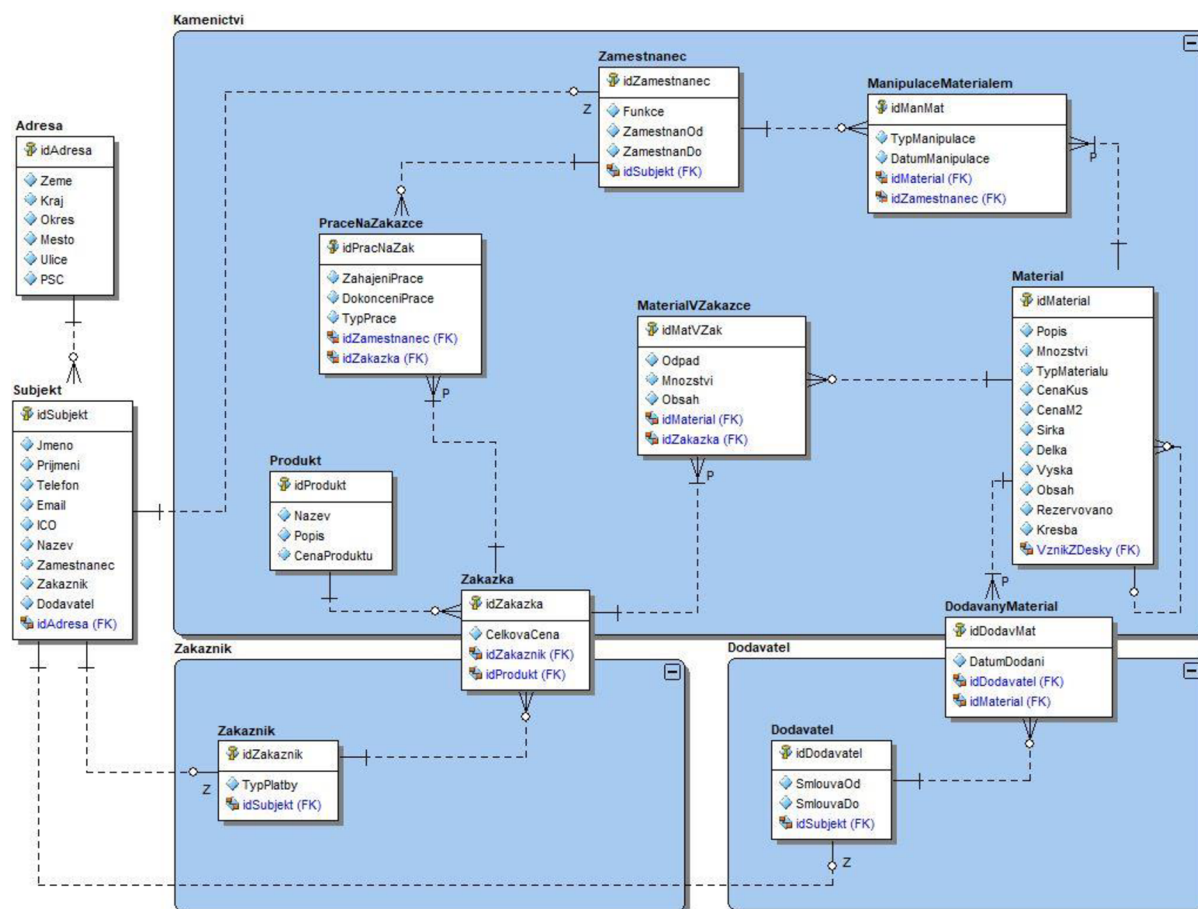 Kamenictvi
Adresa
idAdresa
Zeme
Kraj
Okres
Mesto
Ulice
PSC
Subjekt
idSubjekt
Jmeno
Prijmeni
Telefon
Email
ICO
Nazev
Zamestnanec
Zakaznik
Dodavatel
idAdresa (FK)
Zamestnanec
idZamestnanec
Funkce
ZamestnanOd
ZamestnanDo
idSubjekt (FK)
Z
ManipulaceMaterialem
idManMat
TypManipulace
DatumManipulace
idMaterial (FK)
idZamestnanec (FK)
P
PraceNaZakazce
idPracNaZak
ZahajeniPrace
DokonceniPrace
TypPrace
idZamestnanec (FK)
idZakazka (FK)
P
MaterialVZakazce
idMatVZak
Odpad
Mnozstvi
Obsah
idMaterial (FK)
idZakazka (FK)
P
Material
idMaterial
Popis
Mnozstvi
TypMaterialu
CenaKus
CenaM2
Sirka
Delka
Vyska
Obsah
Rezervovano
Kresba
VznikZDesky (FK)
P
Produkt
idProdukt
Nazev
Popis
CenaProduktu
Zakazka
idZakazka
CelkovaCena
idZakaznik (FK)
idProdukt (FK)
DodavanyMaterial
idDodavMat
DatumDodani
idDodavatel (FK)
idMaterial (FK)
Zakaznik
Zakaznik
idZakaznik
TypPlatby
idSubjekt (FK)
Z
Dodavatel
Dodavatel
idDodavatel
SmlouvaOd
SmlouvaDo
idSubjekt (FK)
Z